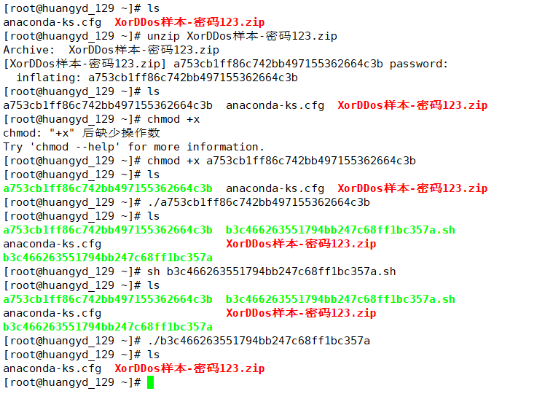 [root@huangyd_129 ~]# ls
anaconda-ks.cfg  XorDDos样本-密码123.zip
[root@huangyd_129 ~]# unzip XorDDos样本-密码123.zip
Archive:  XorDDos样本-密码123.zip
[XorDDos样本-密码123.zip] a753cb1ff86c742bb497155362664c3b password:
  inflating: a753cb1ff86c742bb497155362664c3b
[root@huangyd_129 ~]# ls
a753cb1ff86c742bb497155362664c3b  anaconda-ks.cfg  XorDDos样本-密码123.zip
[root@huangyd_129 ~]# chmod +x
chmod: "+x" 后缺少操作数
Try 'chmod --help' for more information.
[root@huangyd_129 ~]# chmod +x a753cb1ff86c742bb497155362664c3b
[root@huangyd_129 ~]# ls
a753cb1ff86c742bb497155362664c3b  anaconda-ks.cfg  XorDDos样本-密码123.zip
[root@huangyd_129 ~]# ./a753cb1ff86c742bb497155362664c3b
[root@huangyd_129 ~]# ls
a753cb1ff86c742bb497155362664c3b  b3c466263551794bb247c68ff1bc357a.sh
anaconda-ks.cfg                   XorDDos样本-密码123.zip
b3c466263551794bb247c68ff1bc357a
[root@huangyd_129 ~]# sh b3c466263551794bb247c68ff1bc357a.sh
[root@huangyd_129 ~]# ls
a753cb1ff86c742bb497155362664c3b  b3c466263551794bb247c68ff1bc357a.sh
anaconda-ks.cfg                   XorDDos样本-密码123.zip
b3c466263551794bb247c68ff1bc357a
[root@huangyd_129 ~]# ./b3c466263551794bb247c68ff1bc357a
[root@huangyd_129 ~]# ls
anaconda-ks.cfg  XorDDos样本-密码123.zip
[root@huangyd_129 ~]#